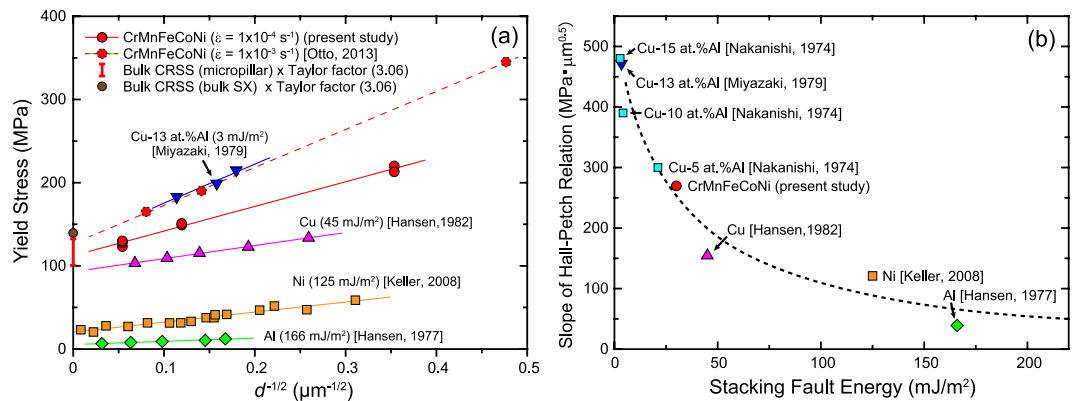 (a)
CrMnFeCoNi (ε̇ = 1x10⁻⁴ s⁻¹) (present study)
CrMnFeCoNi (ε̇ = 1x10⁻³ s⁻¹) [Otto, 2013]
Bulk CRSS (micropillar) x Taylor factor (3.06)
Bulk CRSS (bulk SX) x Taylor factor (3.06)
Cu-13 at.%Al (3 mJ/m²)
[Miyazaki, 1979]
Cu (45 mJ/m²) [Hansen,1982]
Ni (125 mJ/m²) [Keller, 2008]
Al (166 mJ/m²) [Hansen, 1977]
Yield Stress (MPa)
400
300
200
100
0
0 0.1 0.2 0.3 0.4 0.5
d⁻¹/² (μm⁻¹/²)
(b)
Cu-15 at.%Al [Nakanishi, 1974]
Cu-13 at.%Al [Miyazaki, 1979]
Cu-10 at.%Al [Nakanishi, 1974]
Cu-5 at.%Al [Nakanishi, 1974]
CrMnFeCoNi (present study)
Cu [Hansen,1982]
Ni [Keller, 2008]
Al [Hansen, 1977]
Slope of Hall-Petch Relation (MPa·μm⁰·⁵)
500
400
300
200
100
0
0 50 100 150 200
Stacking Fault Energy (mJ/m²)